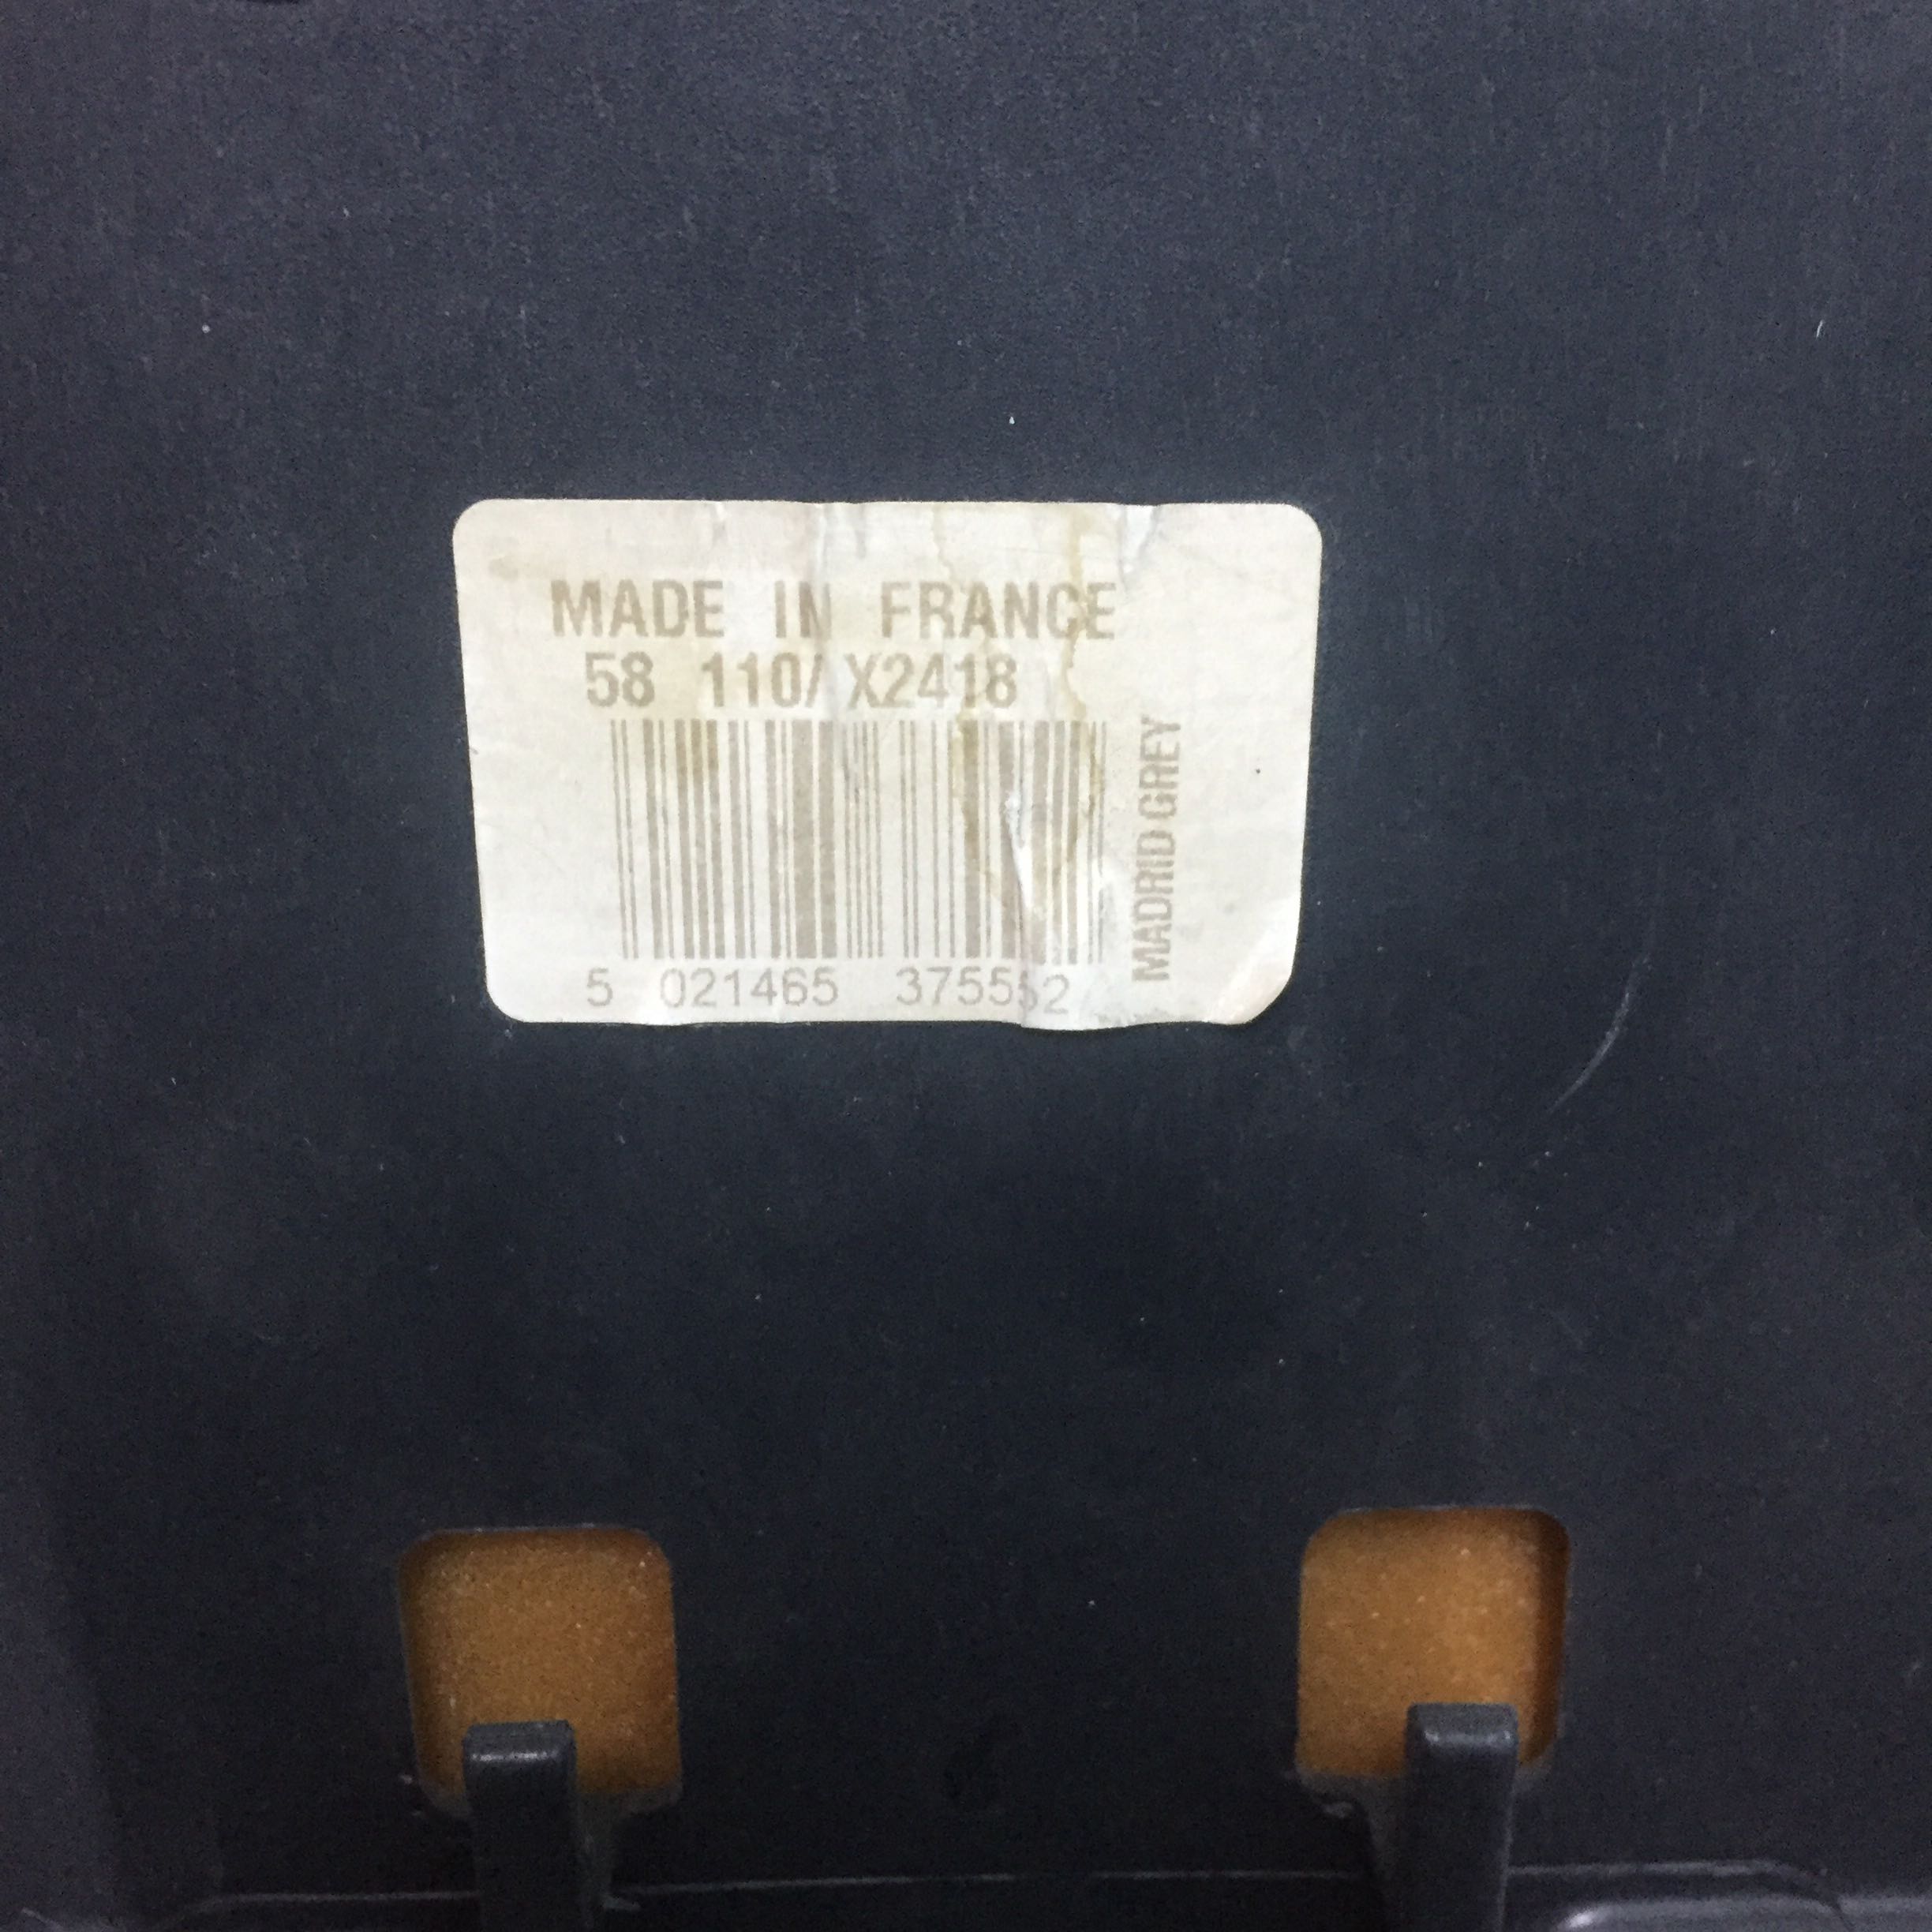 MADE IN FRANCE
58 110/ X2418
MADRID GREY
5 021465 375552